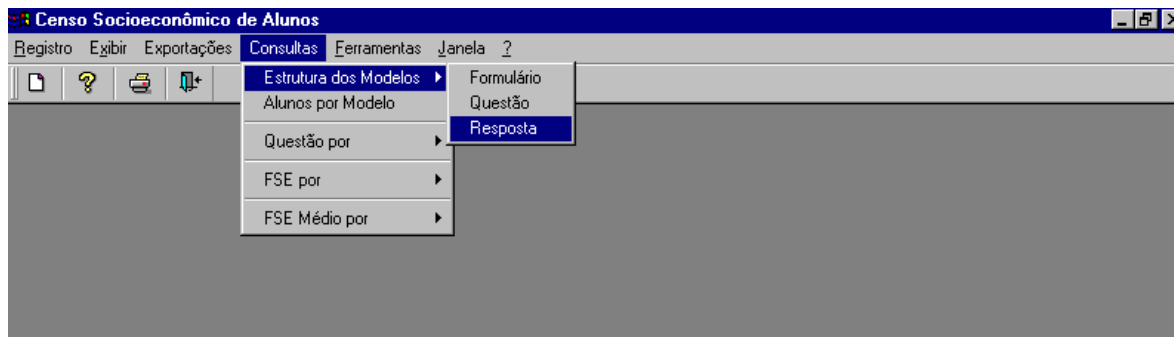 Censo Socioeconômico de Alunos
Registro Exibir Exportações Consultas Ferramentas Janela ?
Estrutura dos Modelos
Formulário
Alunos por Modelo
Questão
Resposta
Questão por
FSE por
FSE Médio por